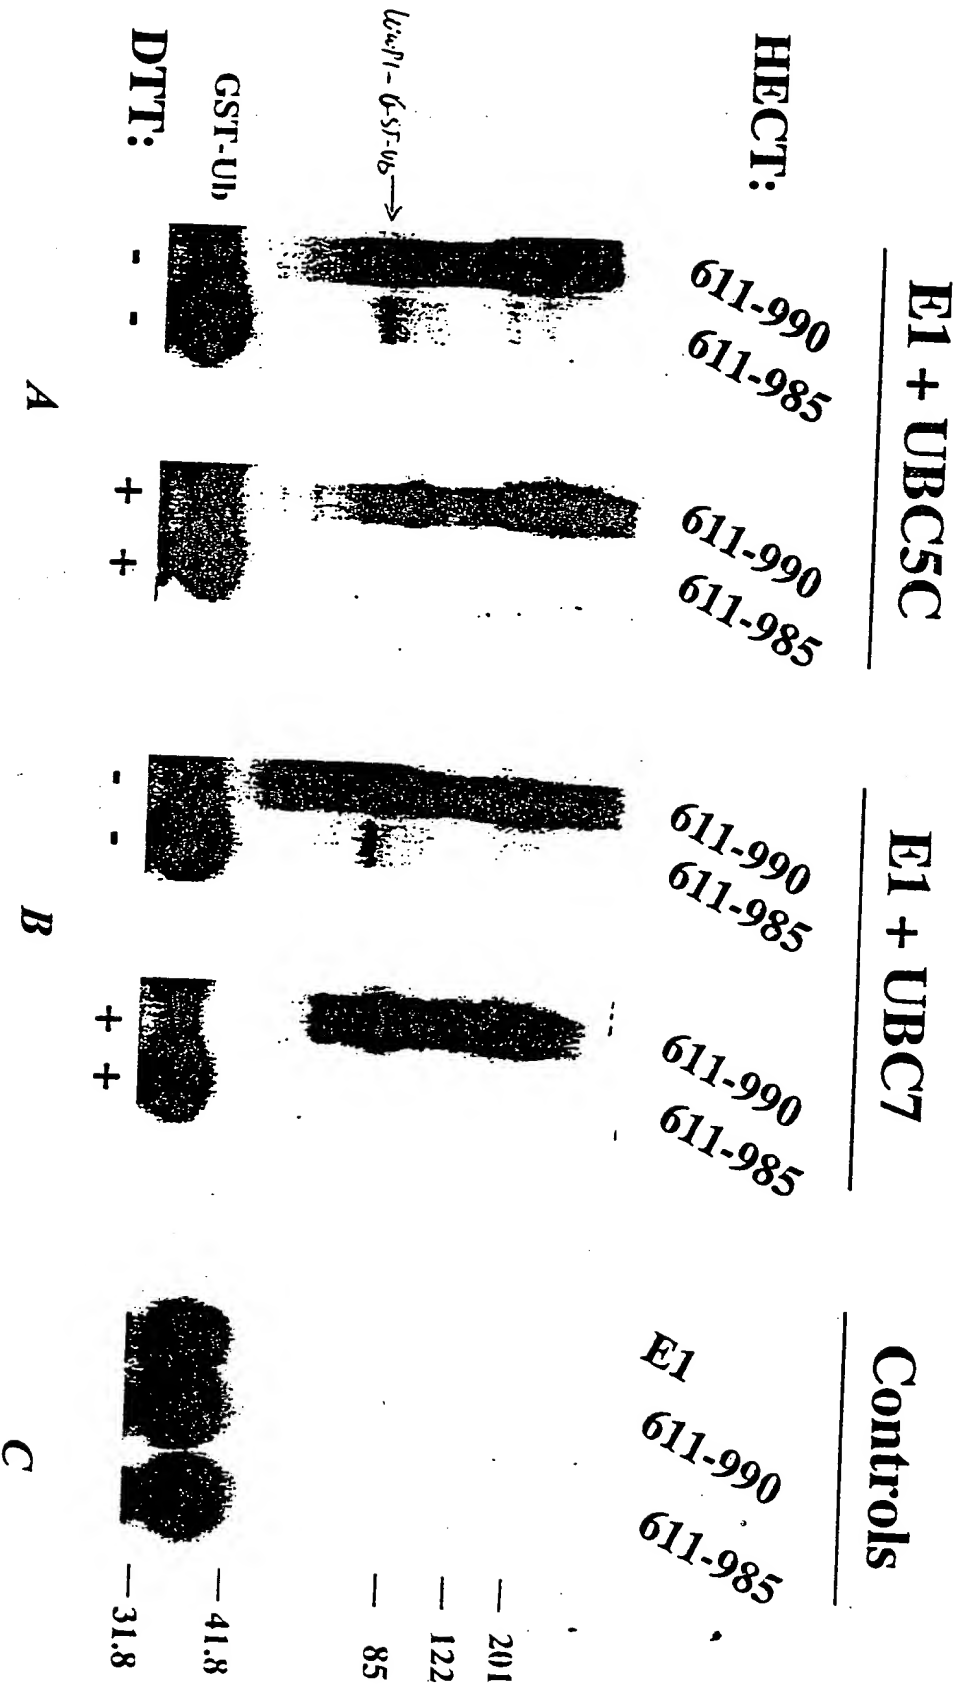 E1 + UBC5C
E1 + UBC7
Controls
HECT:
611-990
611-985
611-990
611-985
611-990
611-985
611-990
611-985
E1
611-990
611-985
— 201
— 122
— 85
— 41.8
— 31.8
GST-Ub
DTT:
- - + + - - + +
A
B
C